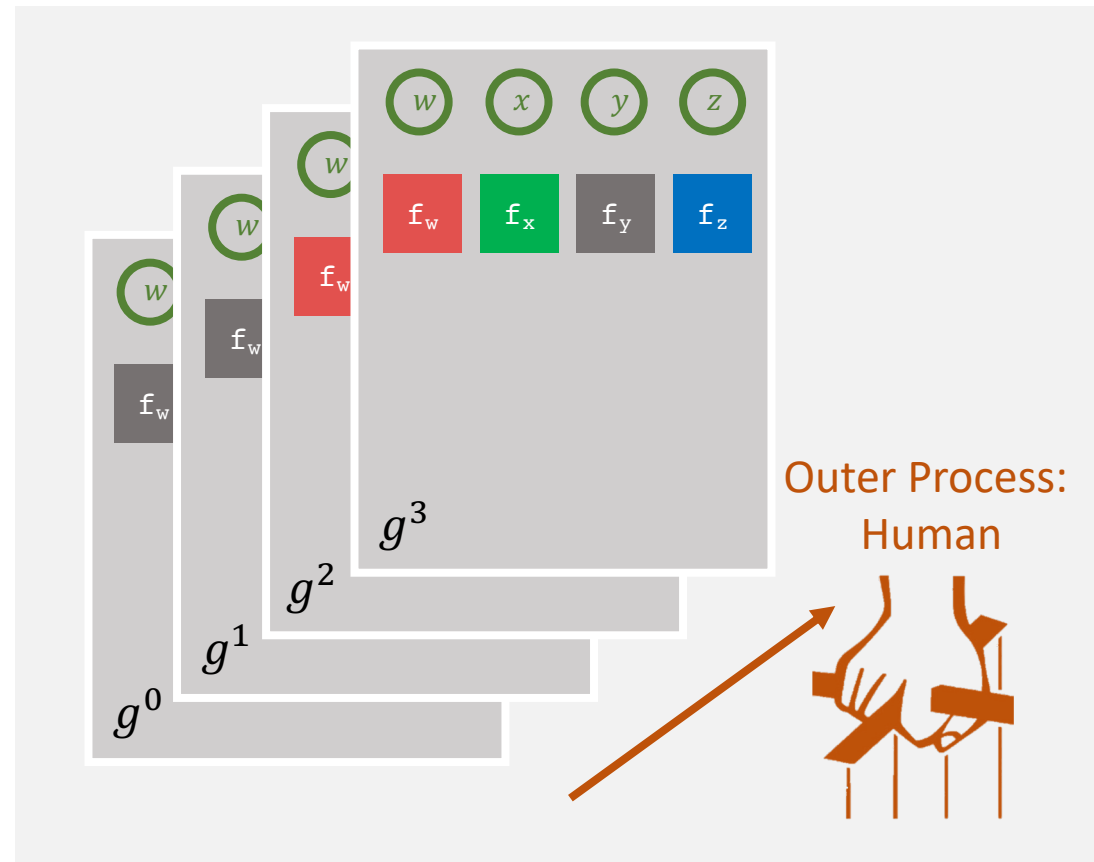 w x y z
f_w f_x f_y f_z
g^3
w
f_w
g^2
w
f_w
g^1
w
f_w
g^0
Outer Process:
Human